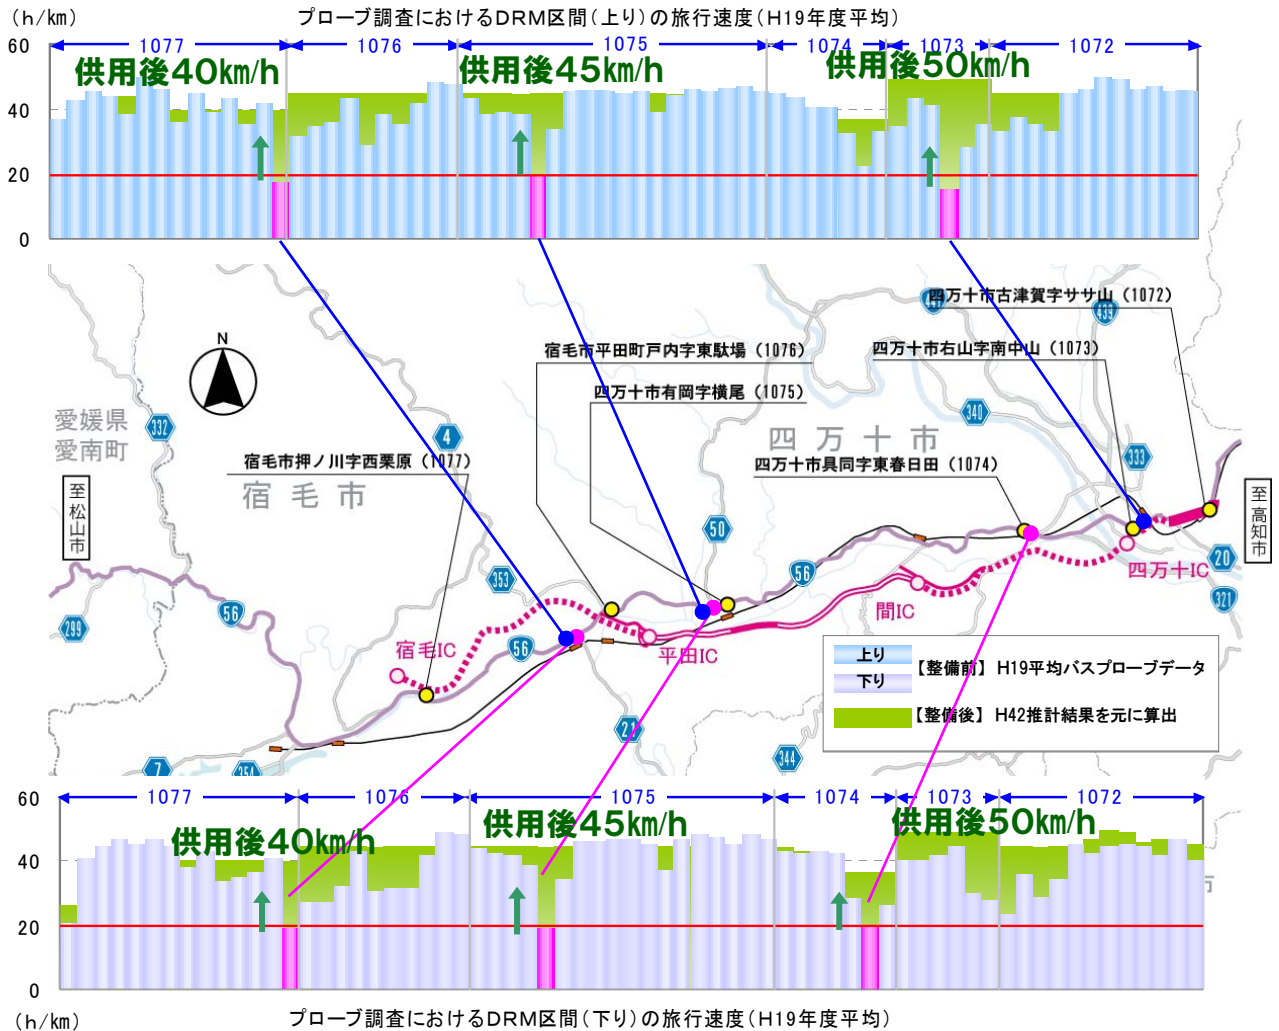 (h/km)
プローブ調査におけるDRM区間(上り)の旅行速度(H19年度平均)
60
1077
1076
1075
1074
1073
1072
供用後40km/h
供用後45km/h
供用後50km/h
40
20
0
四万十市古津賀字ササ山(1072)
439
N
宿毛市平田町戸内字東駄場(1076)
四万十市右山字南中山(1073)
四万十市有岡字横尾(1075)
愛媛県
愛南町
332
4
340
四万十市
宿毛市押ノ川字西栗原(1077)
四万十市具同字東春日田(1074)
333
宿毛市
至松山市
至高知市
50
20
353
56
四万十IC
321
56
299
間IC
宿毛IC
56
平田IC
上り
下り
【整備前】 H19平均バスプローブデータ
【整備後】 H42推計結果を元に算出
21
344
7
354
60
1077
1076
1075
1074
1073
1072
供用後40km/h
供用後45km/h
供用後50km/h
40
20
0
(h/km)
プローブ調査におけるDRM区間(下り)の旅行速度(H19年度平均)